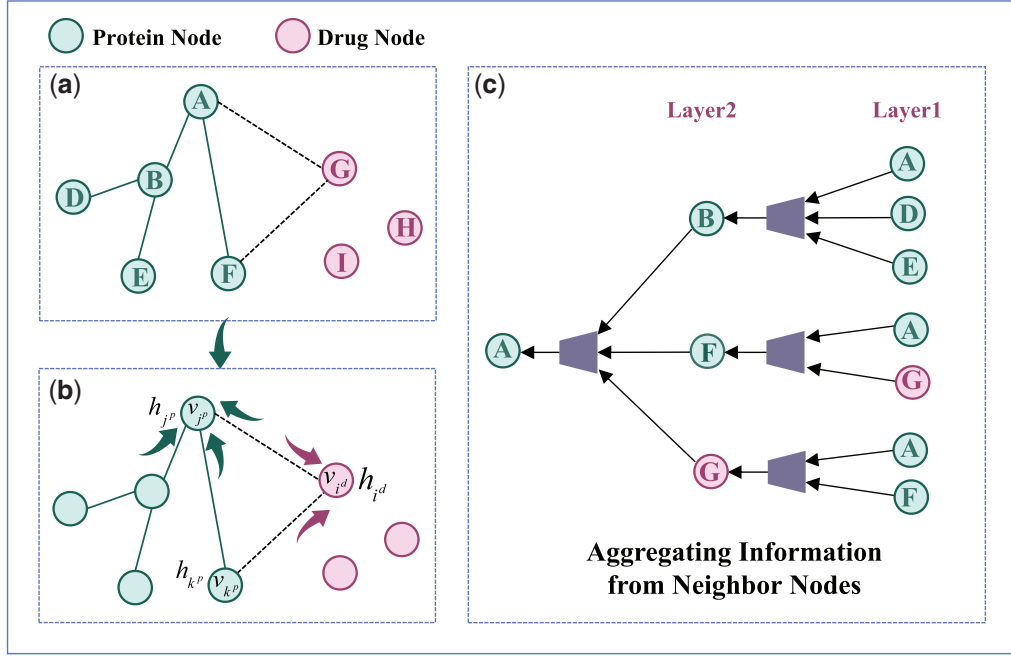 Protein Node
Drug Node
(a)
A
G
B
D
H
I
E
F
(b)
h_{j^p}
v_{j^p}
v_{i^d}
h_{i^d}
h_{k^p}
v_{k^p}
(c)
Layer2
Layer1
A
B
D
E
A
A
F
G
A
G
F
Aggregating Information
from Neighbor Nodes